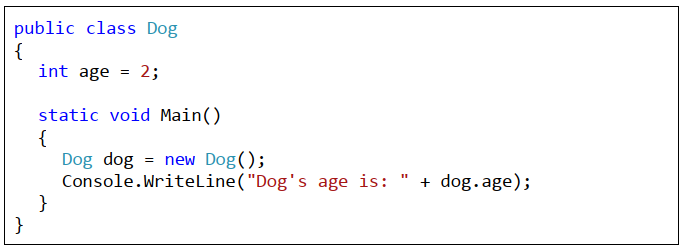 public class Dog
{
int age = 2;
static void Main()
{
Dog dog = new Dog();
Console.WriteLine("Dog's age is: " + dog.age);
}
}